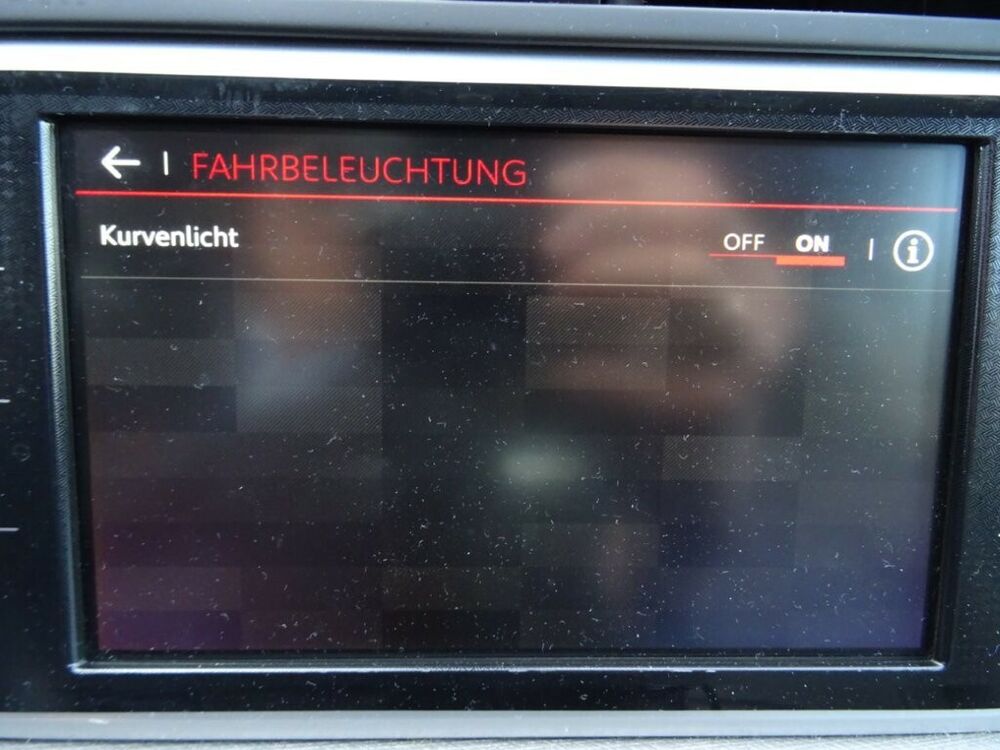 FAHRBELEUCHTUNG
Kurvenlicht OFF ON